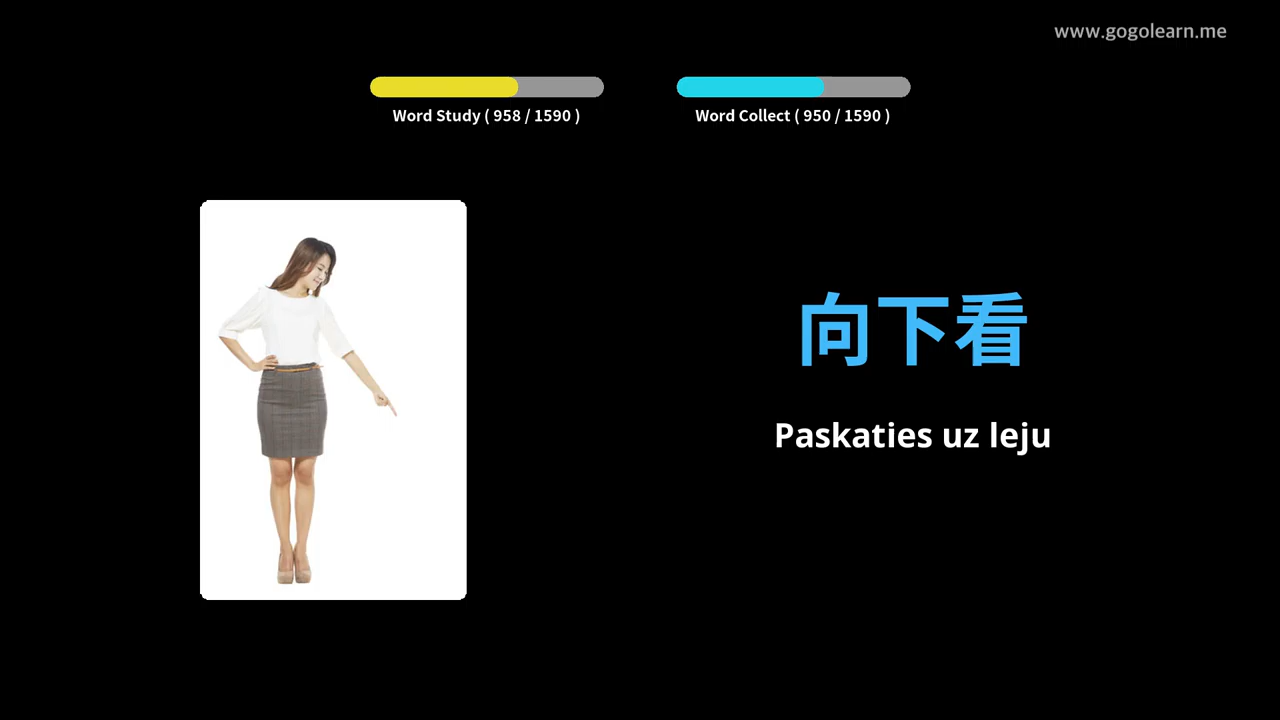 www.gogolearn.me
Word Study ( 958 / 1590 )
Word Collect ( 950 / 1590 )
向下看
Paskaties uz leju